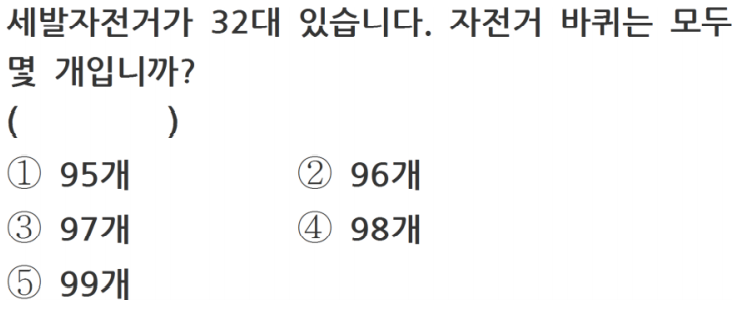 세발자전거가 32대 있습니다. 자전거 바퀴는 모두
몇 개입니까?
(          )
① 95개 ② 96개
③ 97개 ④ 98개
⑤ 99개